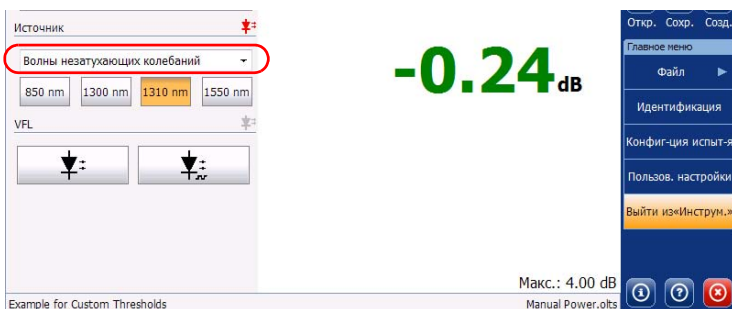 Источник
Волны незатухающих колебаний
850 nm 1300 nm 1310 nm 1550 nm
VFL
-0.24 dB
Макс.: 4.00 dB
Example for Custom Thresholds
Manual Power.olts
Откр. Сохр. Созд.
Главное меню
Файл
Идентификация
Конфиг-ция испыт-я
Пользов. настройки
Выйти из«Инструм.»